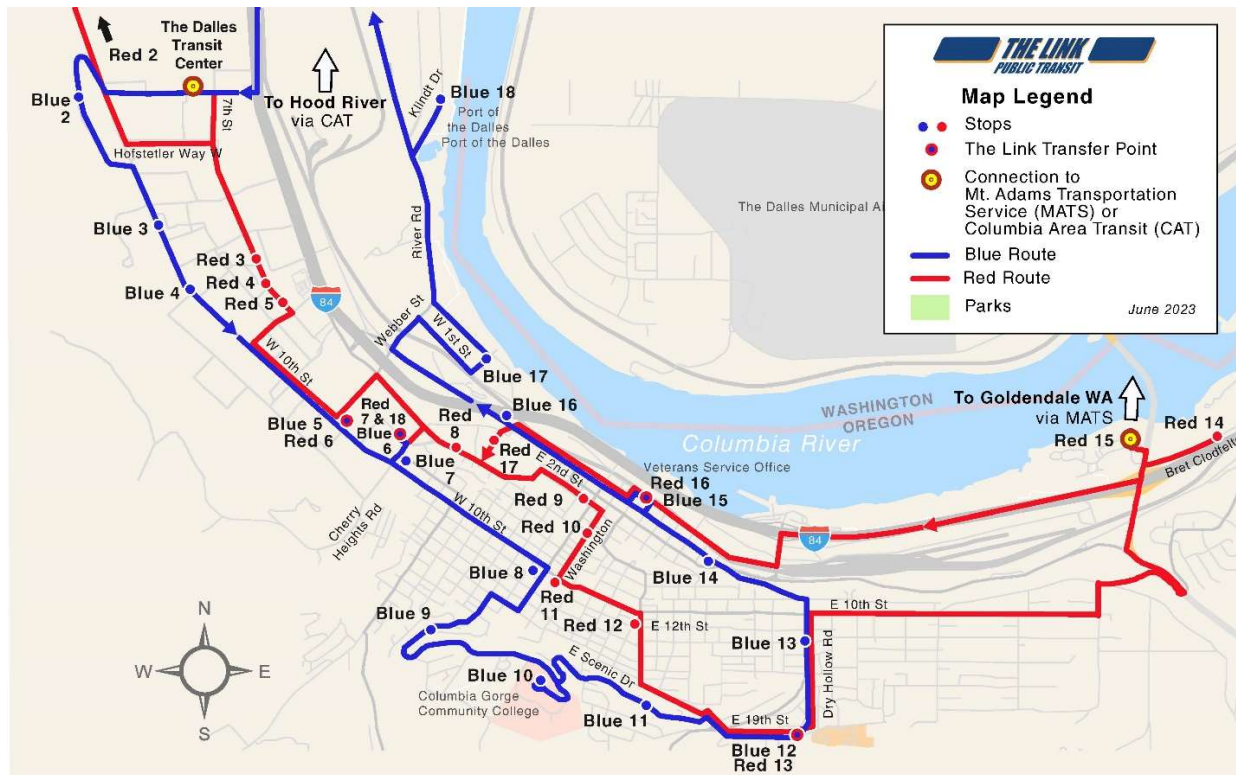 Red 2
The Dalles
Transit
Center
Blue
2
7th St
Hofstetler Way W
To Hood River
via CAT
Klindt Dr
Blue 18
Port of
the Dalles
Port of the Dalles
River Rd
Blue 3
Blue 4
Red 3
Red 4
Red 5
84
Webber St
W 1st St
Blue 17
W 10th St
Blue 5
Red 6
Red
7 & 18
Blue
6
Blue
7
Red
8
Blue 16
Red
17
E 2nd St
Red 9
Red 10
Washington
W 10th St
Cherry
Heights Rd
Blue 8
Red
11
Blue 9
Red 12
E 12th St
E Scenic Dr
Blue 10
Columbia Gorge
Community College
Blue 11
E 19th St
Blue 12
Red 13
Dry Hollow Rd
Blue 13
E 10th St
Blue 14
Veterans Service Office
Red 16
Blue 15
84
Columbia River
WASHINGTON
OREGON
The Dalles Municipal Ai
To Goldendale WA
via MATS
Red 15
Red 14
Bret Clodfelt
N
W
E
S
THE LINK
PUBLIC TRANSIT
Map Legend
Stops
The Link Transfer Point
Connection to
Mt. Adams Transportation
Service (MATS) or
Columbia Area Transit (CAT)
Blue Route
Red Route
Parks
June 2023